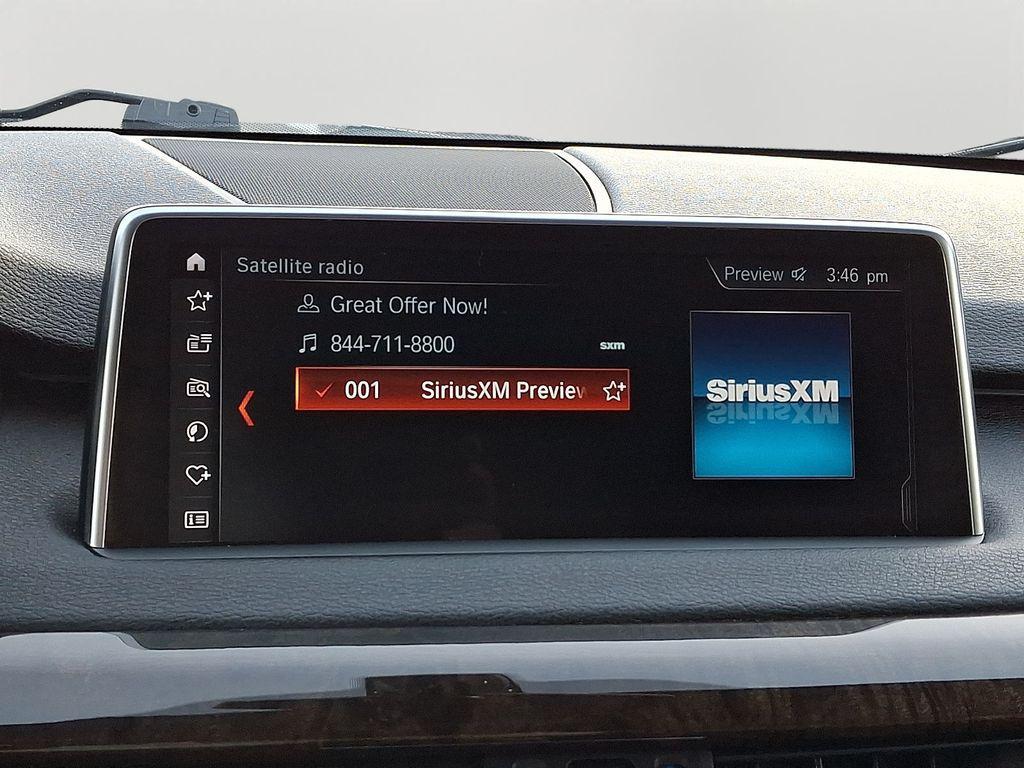 Satellite radio
Preview 3:46 pm
Great Offer Now!
844-711-8800 sxm
001 SiriusXM Preview
SiriusXM